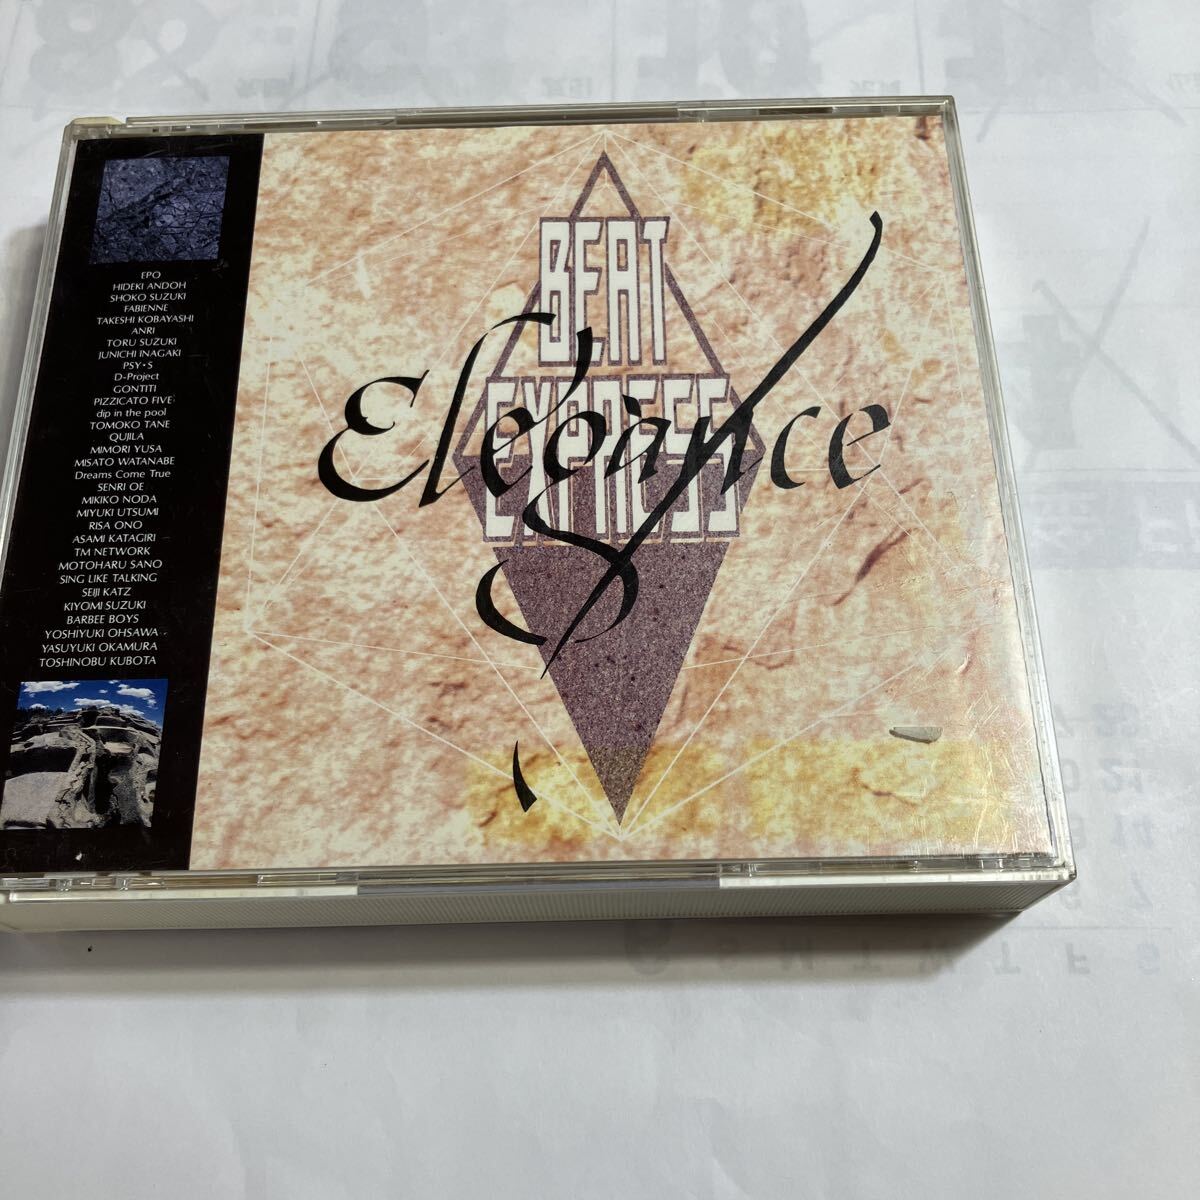 EPO
HIDEKI ANDOH
SHOKO SUZUKI
FABIENNE
TAKESHI KOBAYASHI
ANRI
TORU SUZUKI
JUNICHI INAGAKI
PSY・S
D-Project
GONTITI
PIZZICATO FIVE
dip in the pool
TOMOKO TANE
QUJILA
MIMORI YUSA
MISATO WATANABE
Dreams Come True
SENRI OE
MIKIKO NODA
MIYUKI UTSUMI
RISA ONO
ASAMI KATAGIRI
TM NETWORK
MOTOHARU SANO
SING LIKE TALKING
SEIJI KATZ
KIYOMI SUZUKI
BARBEE BOYS
YOSHIYUKI OHSAWA
YASUYUKI OKAMURA
TOSHINOBU KUBOTA
BEAT
EXPRESS
Elegance